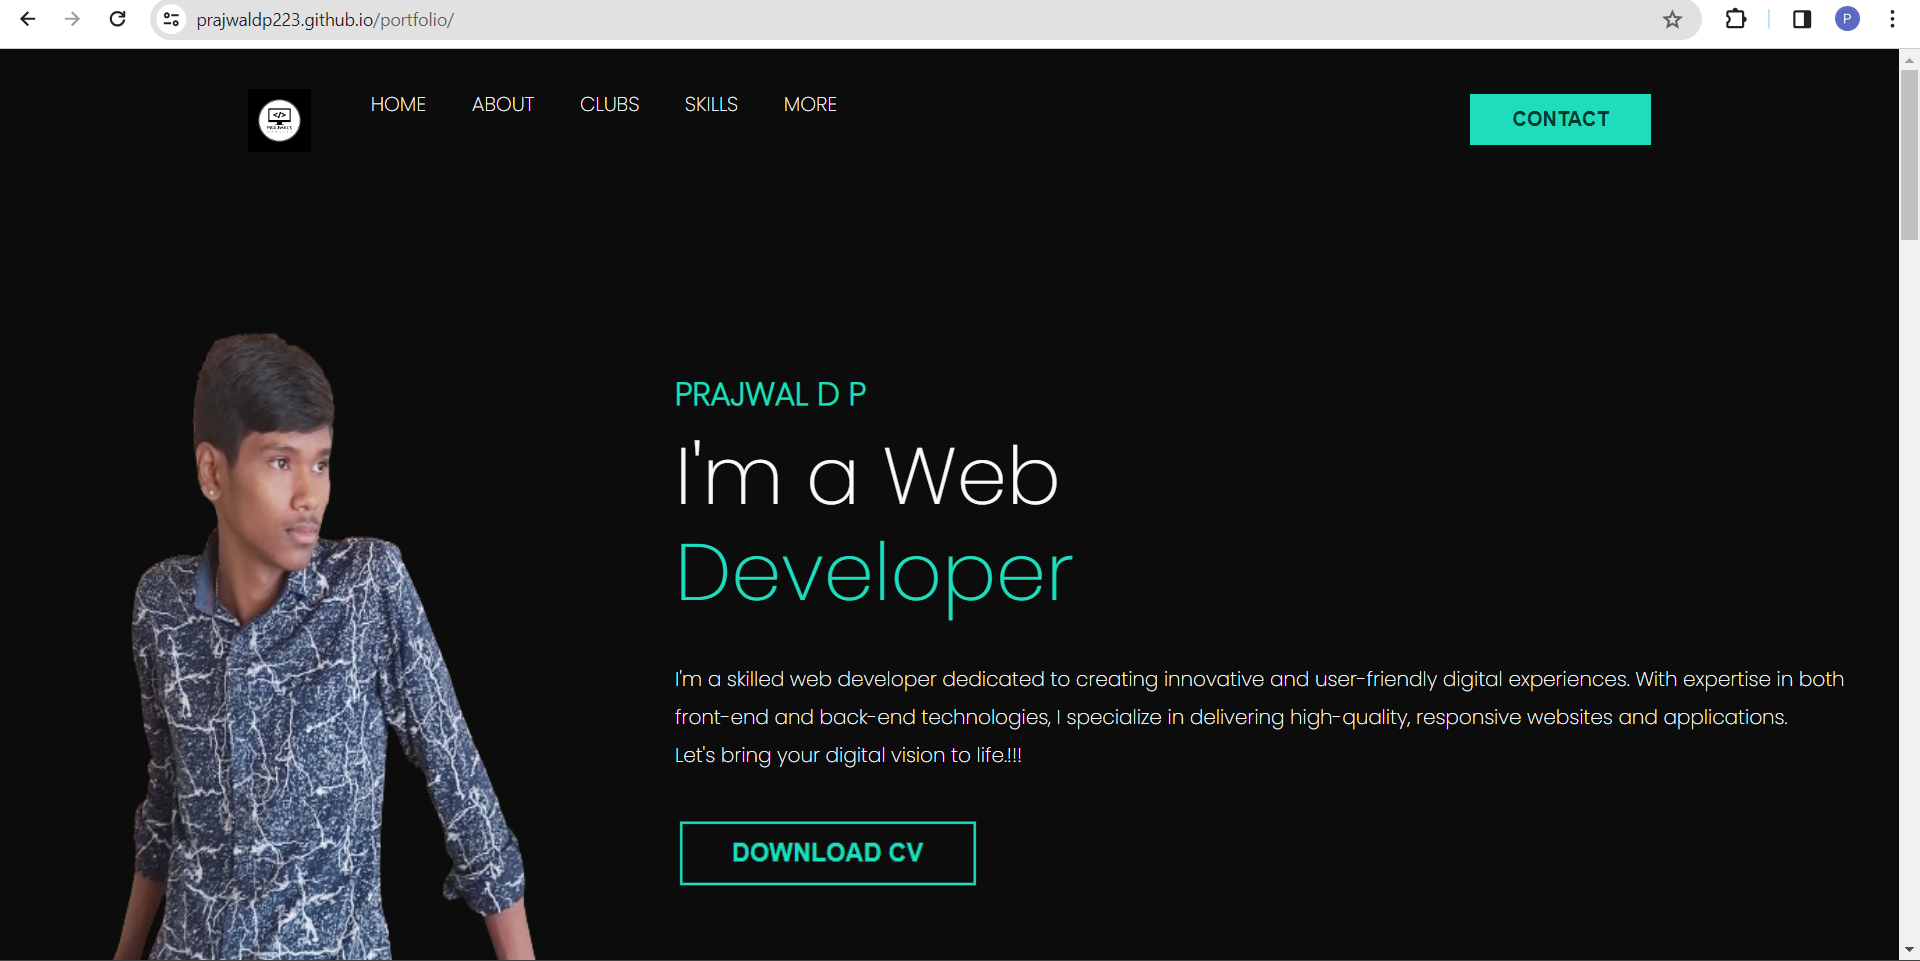 prajwaldp223.github.io/portfolio/
P
</>
HOME ABOUT CLUBS SKILLS MORE
CONTACT
PRAJWAL D P
I'm a Web
Developer
I'm a skilled web developer dedicated to creating innovative and user-friendly digital experiences. With expertise in both
front-end and back-end technologies, I specialize in delivering high-quality, responsive websites and applications.
Let's bring your digital vision to life.!!!
DOWNLOAD CV